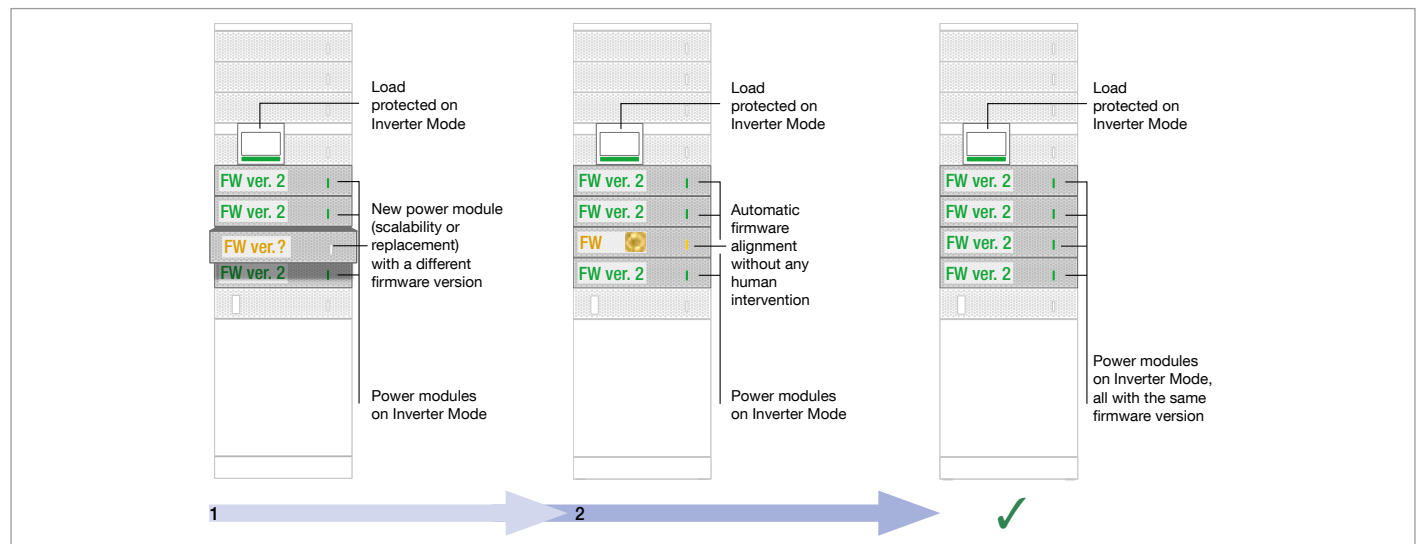 Load
protected on
Inverter Mode
FW ver. 2
FW ver. 2
FW ver.?
FW ver. 2
New power module
(scalability or
replacement)
with a different
firmware version
Power modules
on Inverter Mode
1
Load
protected on
Inverter Mode
FW ver. 2
FW ver. 2
FW
FW ver. 2
Automatic
firmware
alignment
without any
human
intervention
Power modules
on Inverter Mode
2
Load
protected on
Inverter Mode
FW ver. 2
FW ver. 2
FW ver. 2
FW ver. 2
Power modules
on Inverter Mode,
all with the same
firmware version